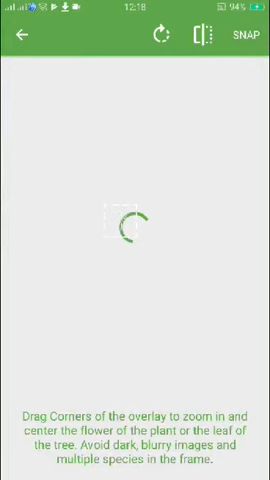 12:18
94%
SNAP
Drag Corners of the overlay to zoom in and
center the flower of the plant or the leaf of
the tree. Avoid dark, blurry images and
multiple species in the frame.